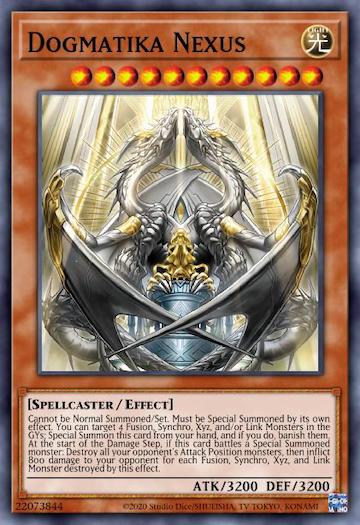 DOGMATIKA NEXUS
LIGHT
光
[SPELLCASTER / EFFECT]
Cannot be Normal Summoned/Set. Must be Special Summoned by its own
effect. You can target 4 Fusion, Synchro, Xyz, and/or Link Monsters in the
GYs; Special Summon this card from your hand, and if you do, banish them.
At the start of the Damage Step, if this card battles a Special Summoned
monster: Destroy all your opponent's Attack Position monsters, then inflict
800 damage to your opponent for each Fusion, Synchro, Xyz, and Link
Monster destroyed by this effect.
ATK/3200 DEF/3200
22073844 ©2020 Studio Dice/SHUEISHA, TV TOKYO, KONAMI